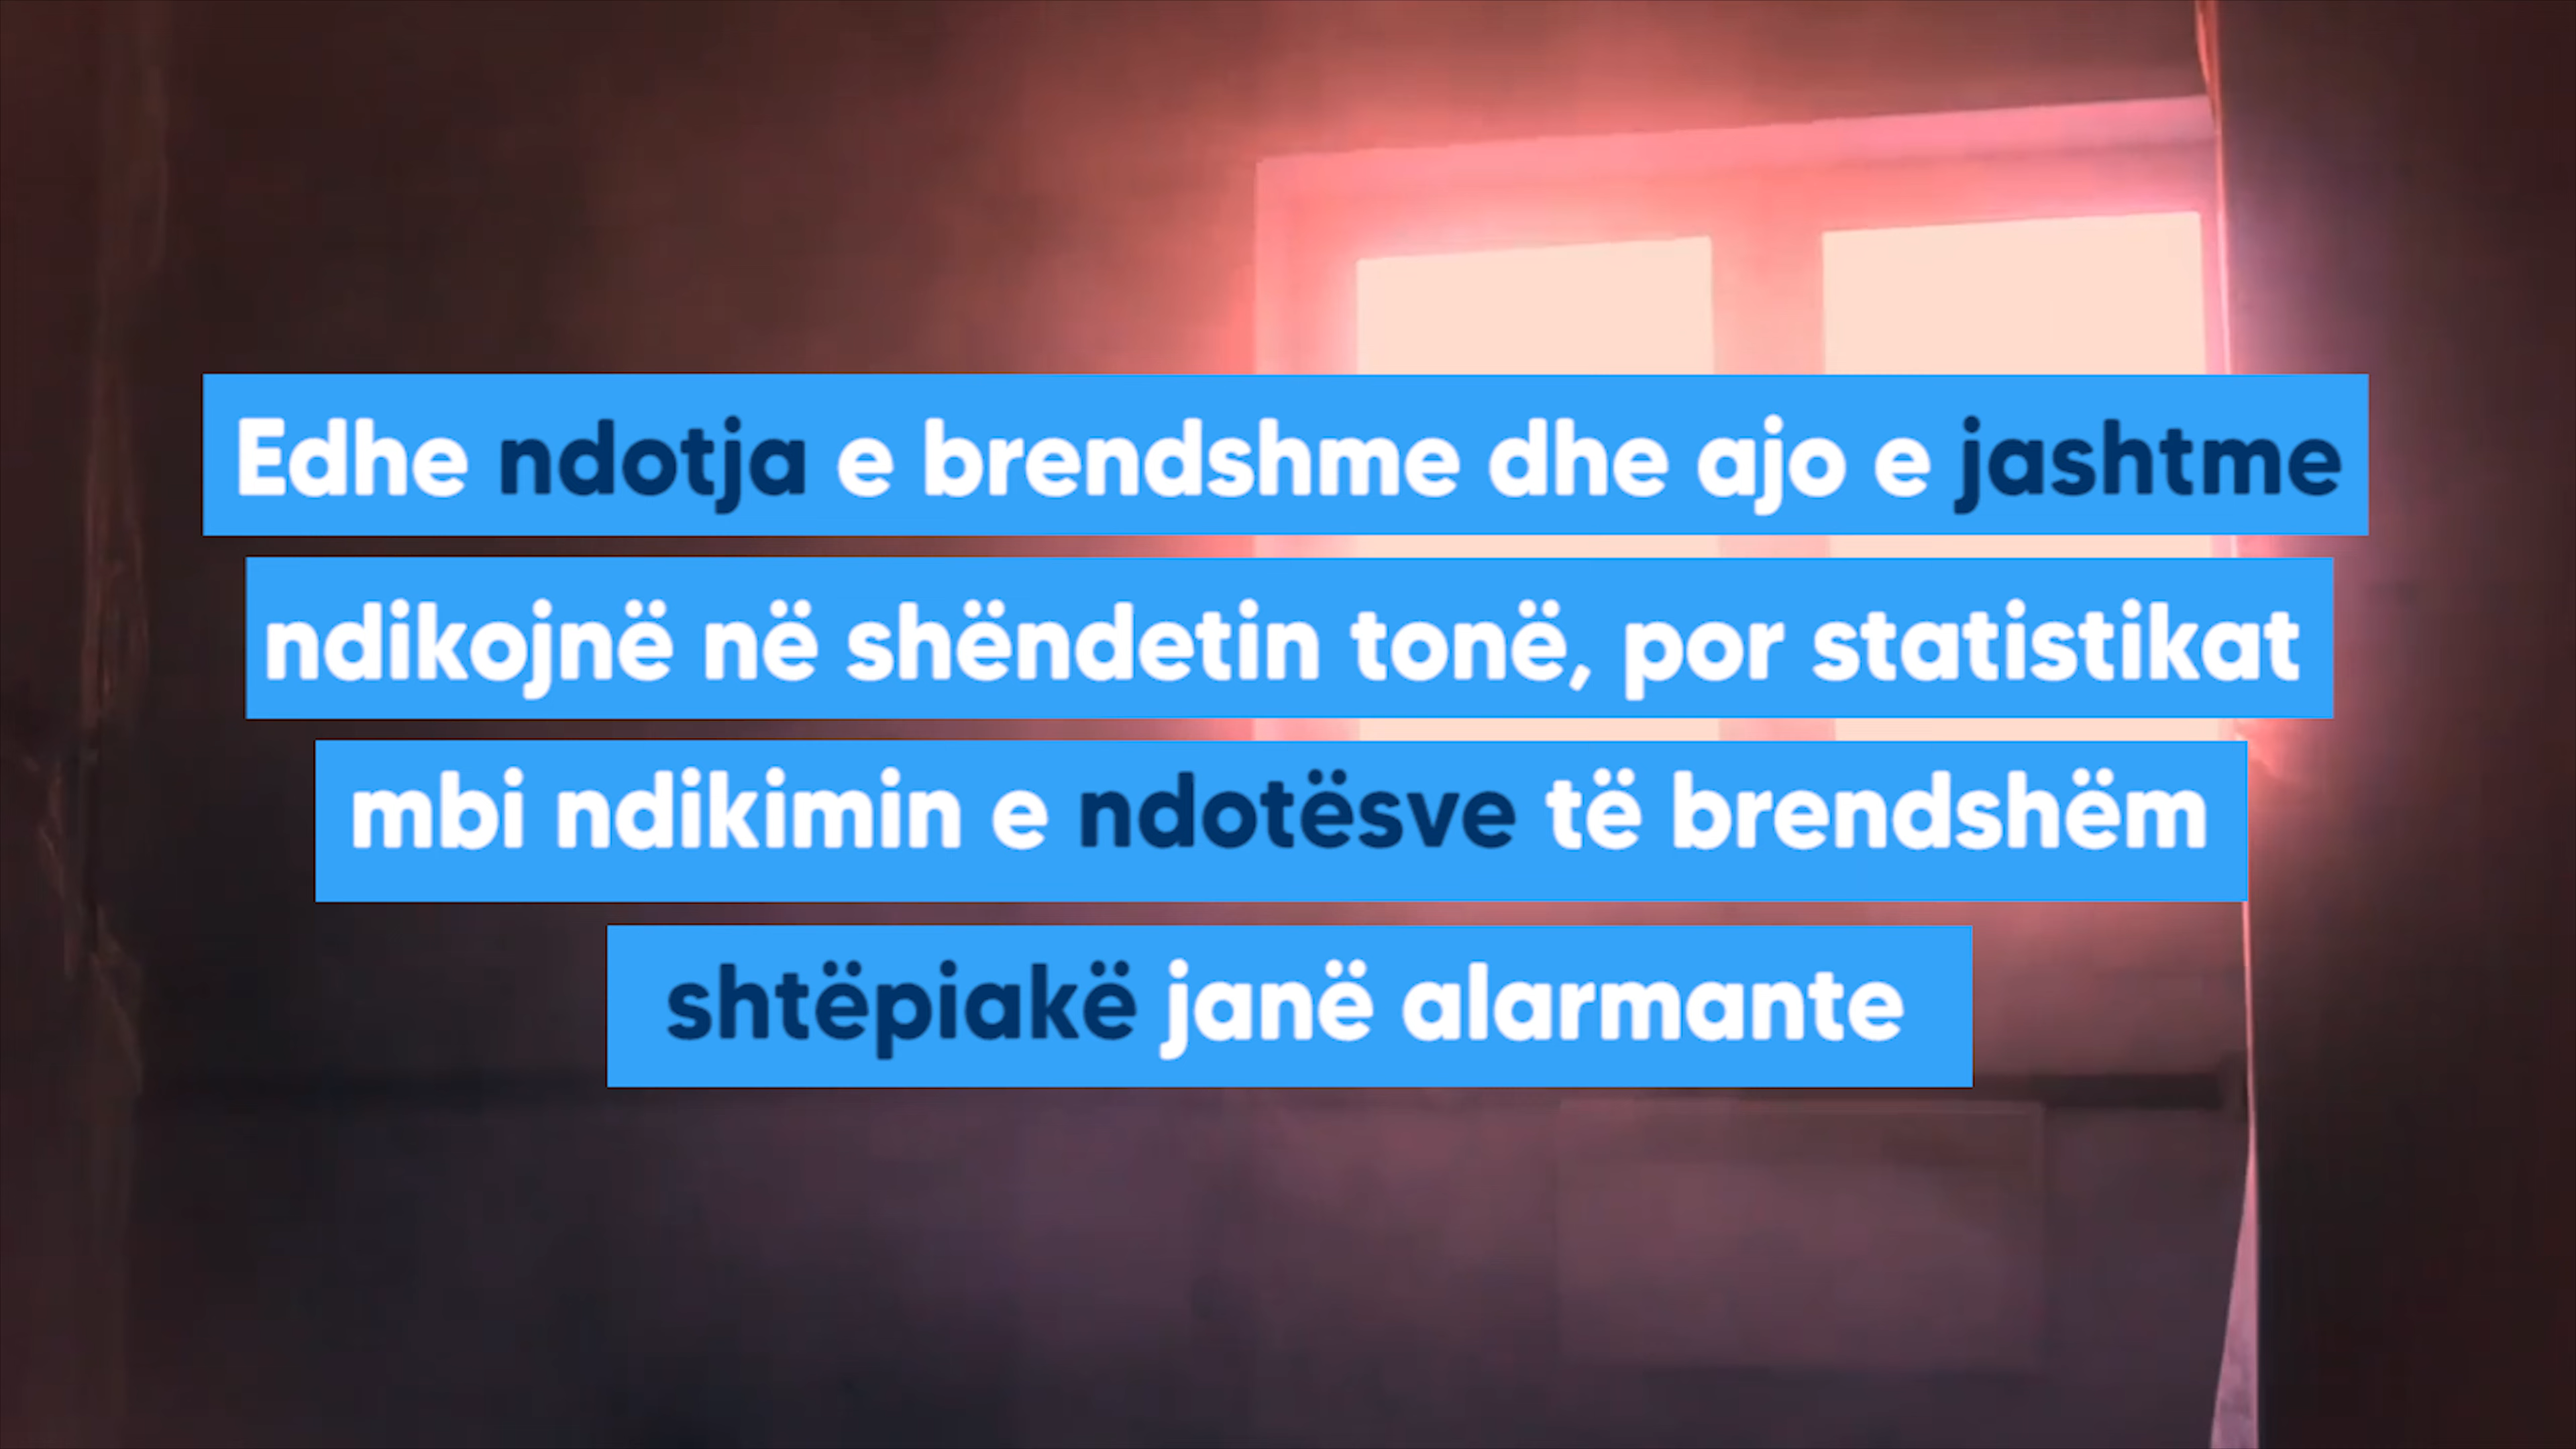 Edhe ndotja e brendshme dhe ajo e jashtme
ndikojnë në shëndetin tonë, por statistikat
mbi ndikimin e ndotësve të brendshëm
shtëpiakë janë alarmante